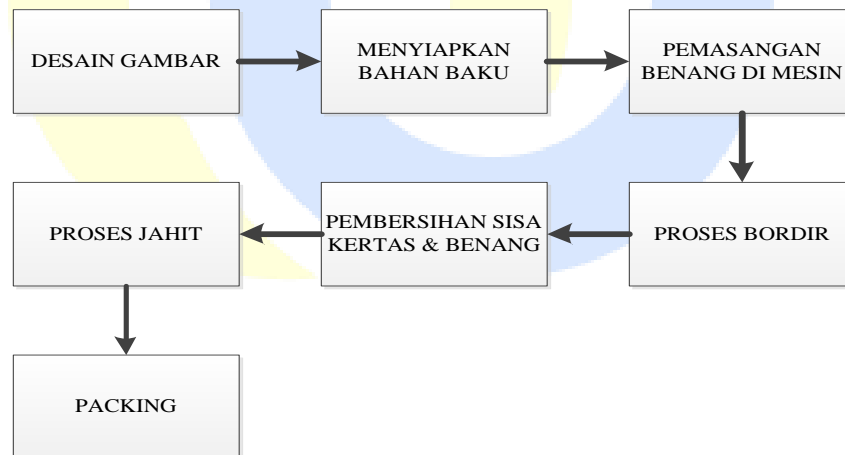 DESAIN GAMBAR
MENYIAPKAN
BAHAN BAKU
PEMASANGAN
BENANG DI MESIN
PROSES BORDIR
PEMBERSIHAN SISA
KERTAS & BENANG
PROSES JAHIT
PACKING